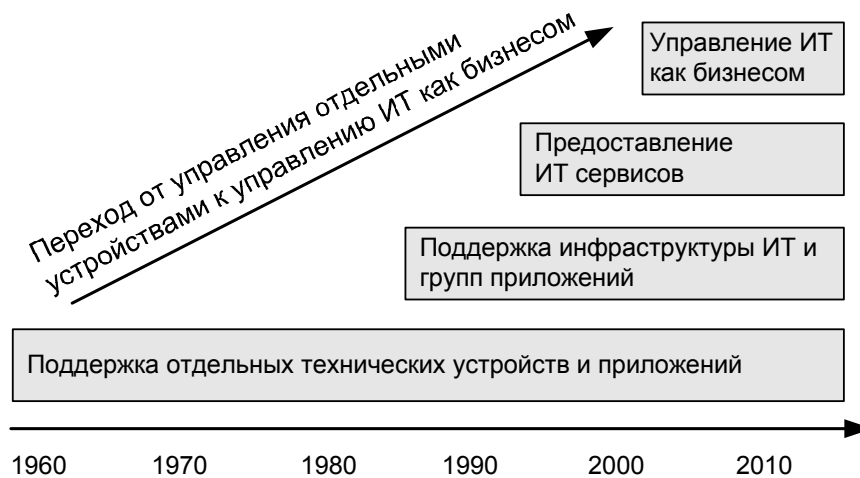 Переход от управления отдельными
устройствами к управлению ИТ как бизнесом
Управление ИТ
как бизнесом
Предоставление
ИТ сервисов
Поддержка инфраструктуры ИТ и
групп приложений
Поддержка отдельных технических устройств и приложений
1960 1970 1980 1990 2000 2010